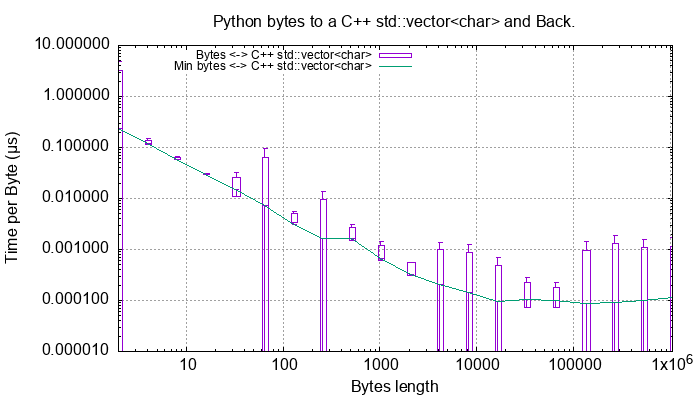 Python bytes to a C++ std::vector<char> and Back.
10.000000
Bytes <-> C++ std::vector<char>
Min bytes <-> C++ std::vector<char>
1.000000
0.100000
0.010000
0.001000
0.000100
0.000010
Time per Byte (µs)
10 100 1000 10000 100000 1x10⁶
Bytes length